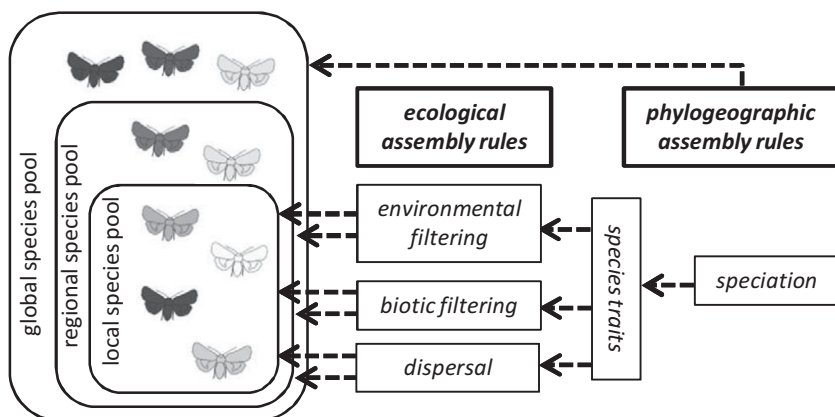 global species pool
regional species pool
local species pool
ecological
assembly rules
phylogeographic
assembly rules
environmental
filtering
biotic filtering
dispersal
species traits
speciation